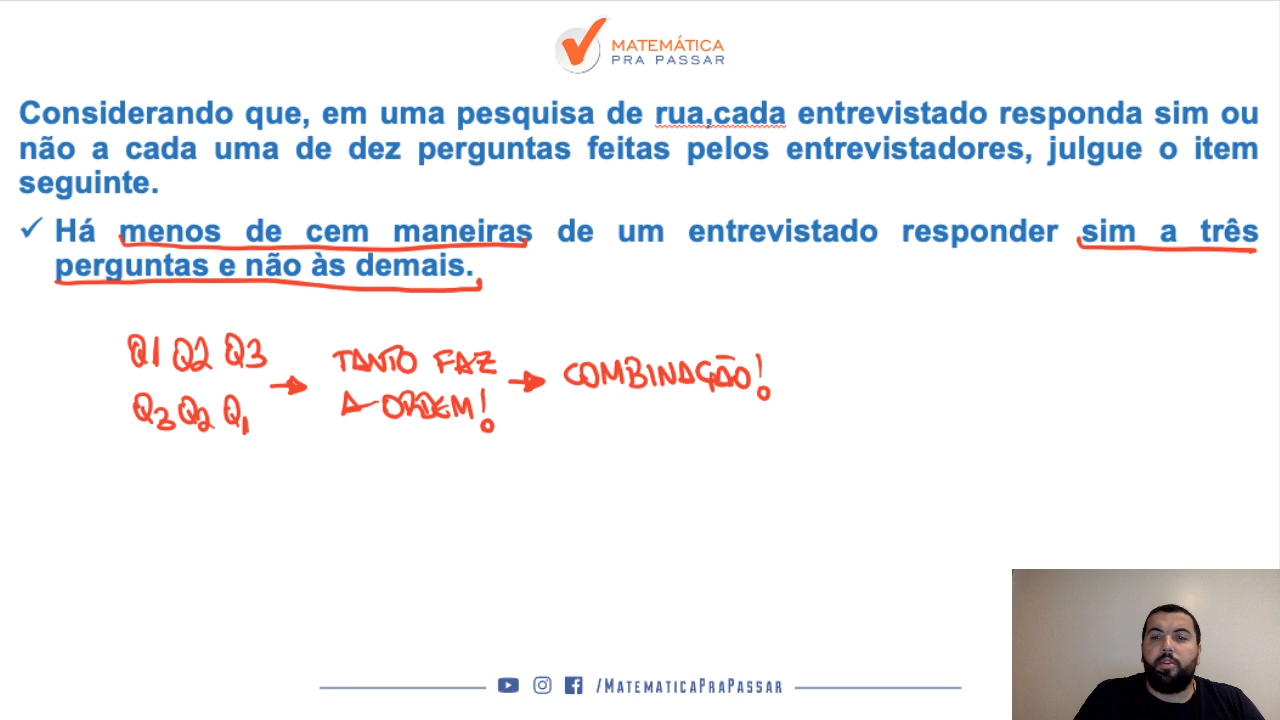 MATEMÁTICA
PRA PASSAR
Considerando que, em uma pesquisa de rua,cada entrevistado responda sim ou
não a cada uma de dez perguntas feitas pelos entrevistadores, julgue o item
seguinte.
✓ Há menos de cem maneiras de um entrevistado responder sim a três
perguntas e não às demais.
Q1 Q2 Q3
Q3 Q2 Q1
TANTO FAZ
A ORDEM!
COMBINAÇÃO!
/MATEMATICAPRAPASSAR